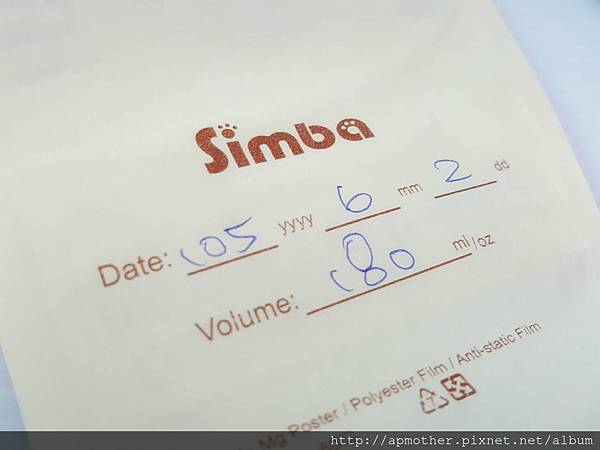 Simba
Date: 105 yyyy 6 mm 2 dd
Volume: 180 ml/oz
Mg Poster / Polyester Film / Anti-static Film
http://apmother.pixnet.net/album